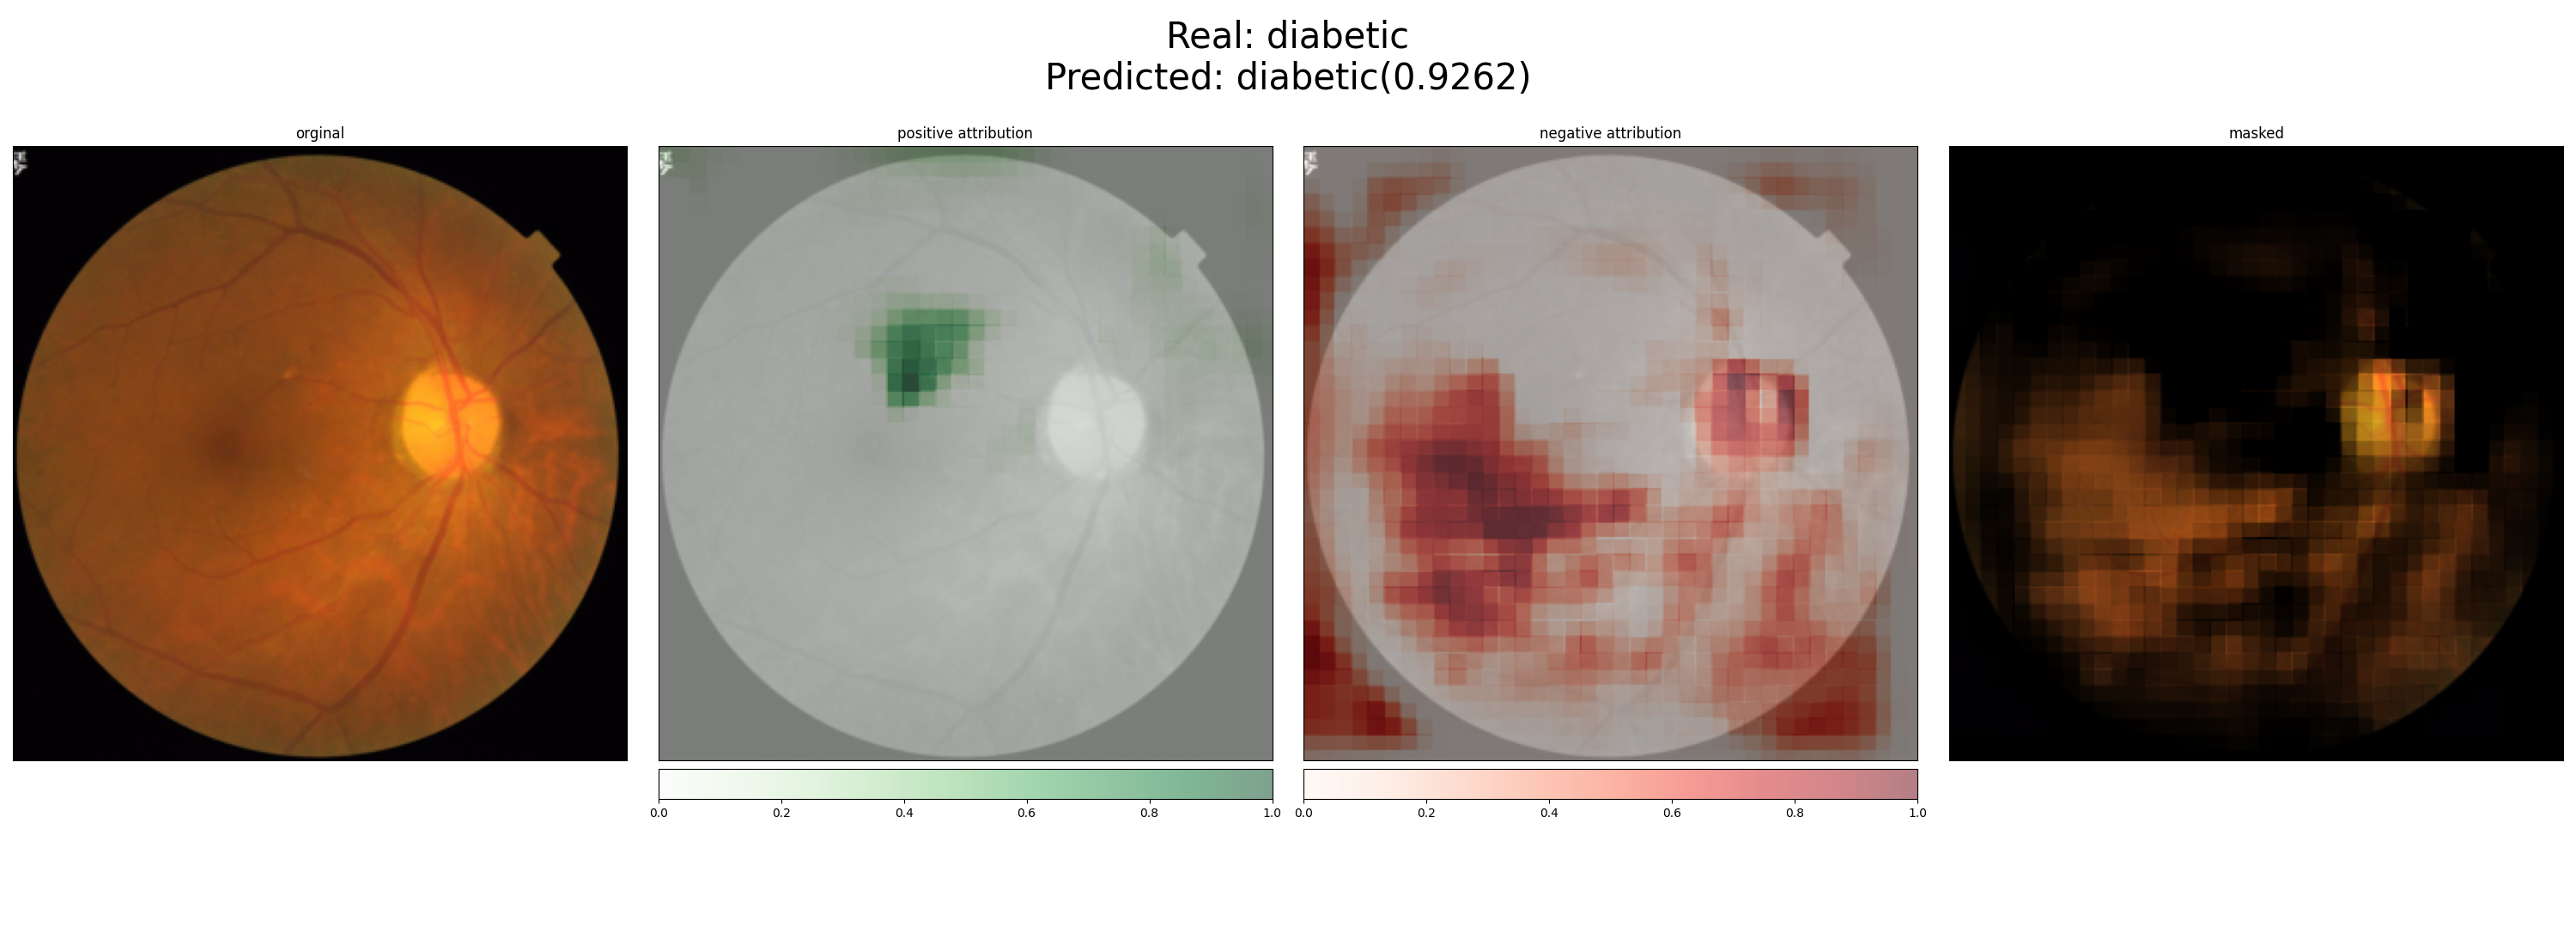 Real: diabetic
Predicted: diabetic(0.9262)
orginal
positive attribution
negative attribution
masked
0.0 0.2 0.4 0.6 0.8 1.0
0.0 0.2 0.4 0.6 0.8 1.0